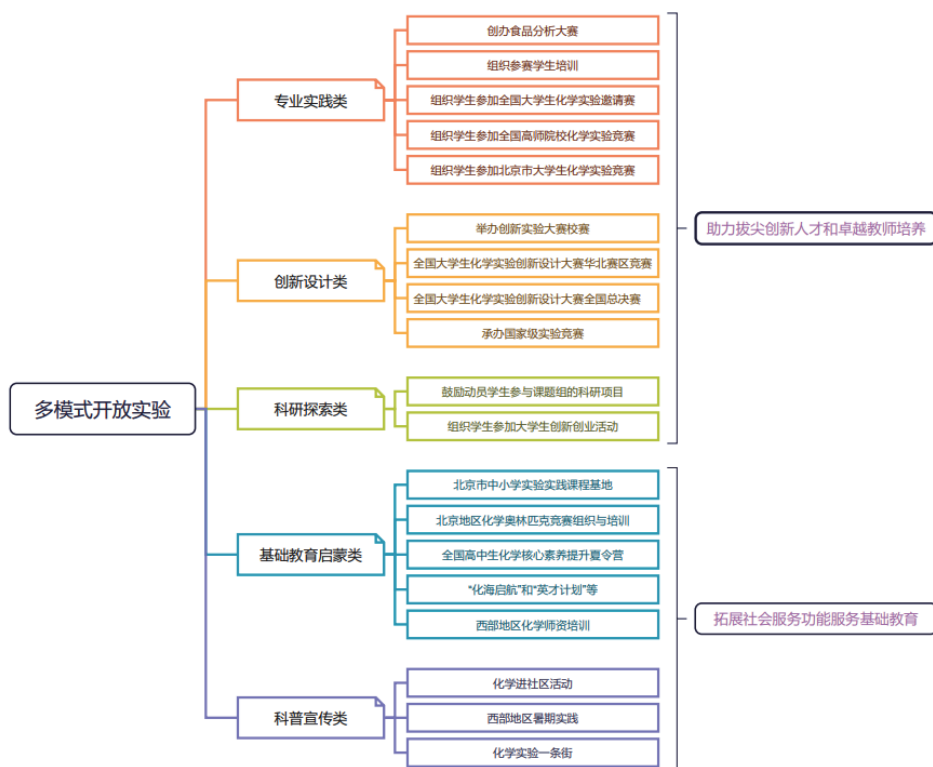 多模式开放实验
专业实践类
创办食品分析大赛
组织参赛学生培训
组织学生参加全国大学生化学实验邀请赛
组织学生参加全国高师院校化学实验竞赛
组织学生参加北京市大学生化学实验竞赛
创新设计类
举办创新实验大赛校赛
全国大学生化学实验创新设计大赛华北赛区竞赛
全国大学生化学实验创新设计大赛全国总决赛
承办国家级实验竞赛
科研探索类
鼓励动员学生参与课题组的科研项目
组织学生参加大学生创新创业活动
助力拔尖创新人才和卓越教师培养
基础教育启蒙类
北京市中小学实验实践课程基地
北京地区化学奥林匹克竞赛组织与培训
全国高中生化学核心素养提升夏令营
“化海启航”和“英才计划”等
西部地区化学师资培训
科普宣传类
化学进社区活动
西部地区暑期实践
化学实验一条街
拓展社会服务功能服务基础教育